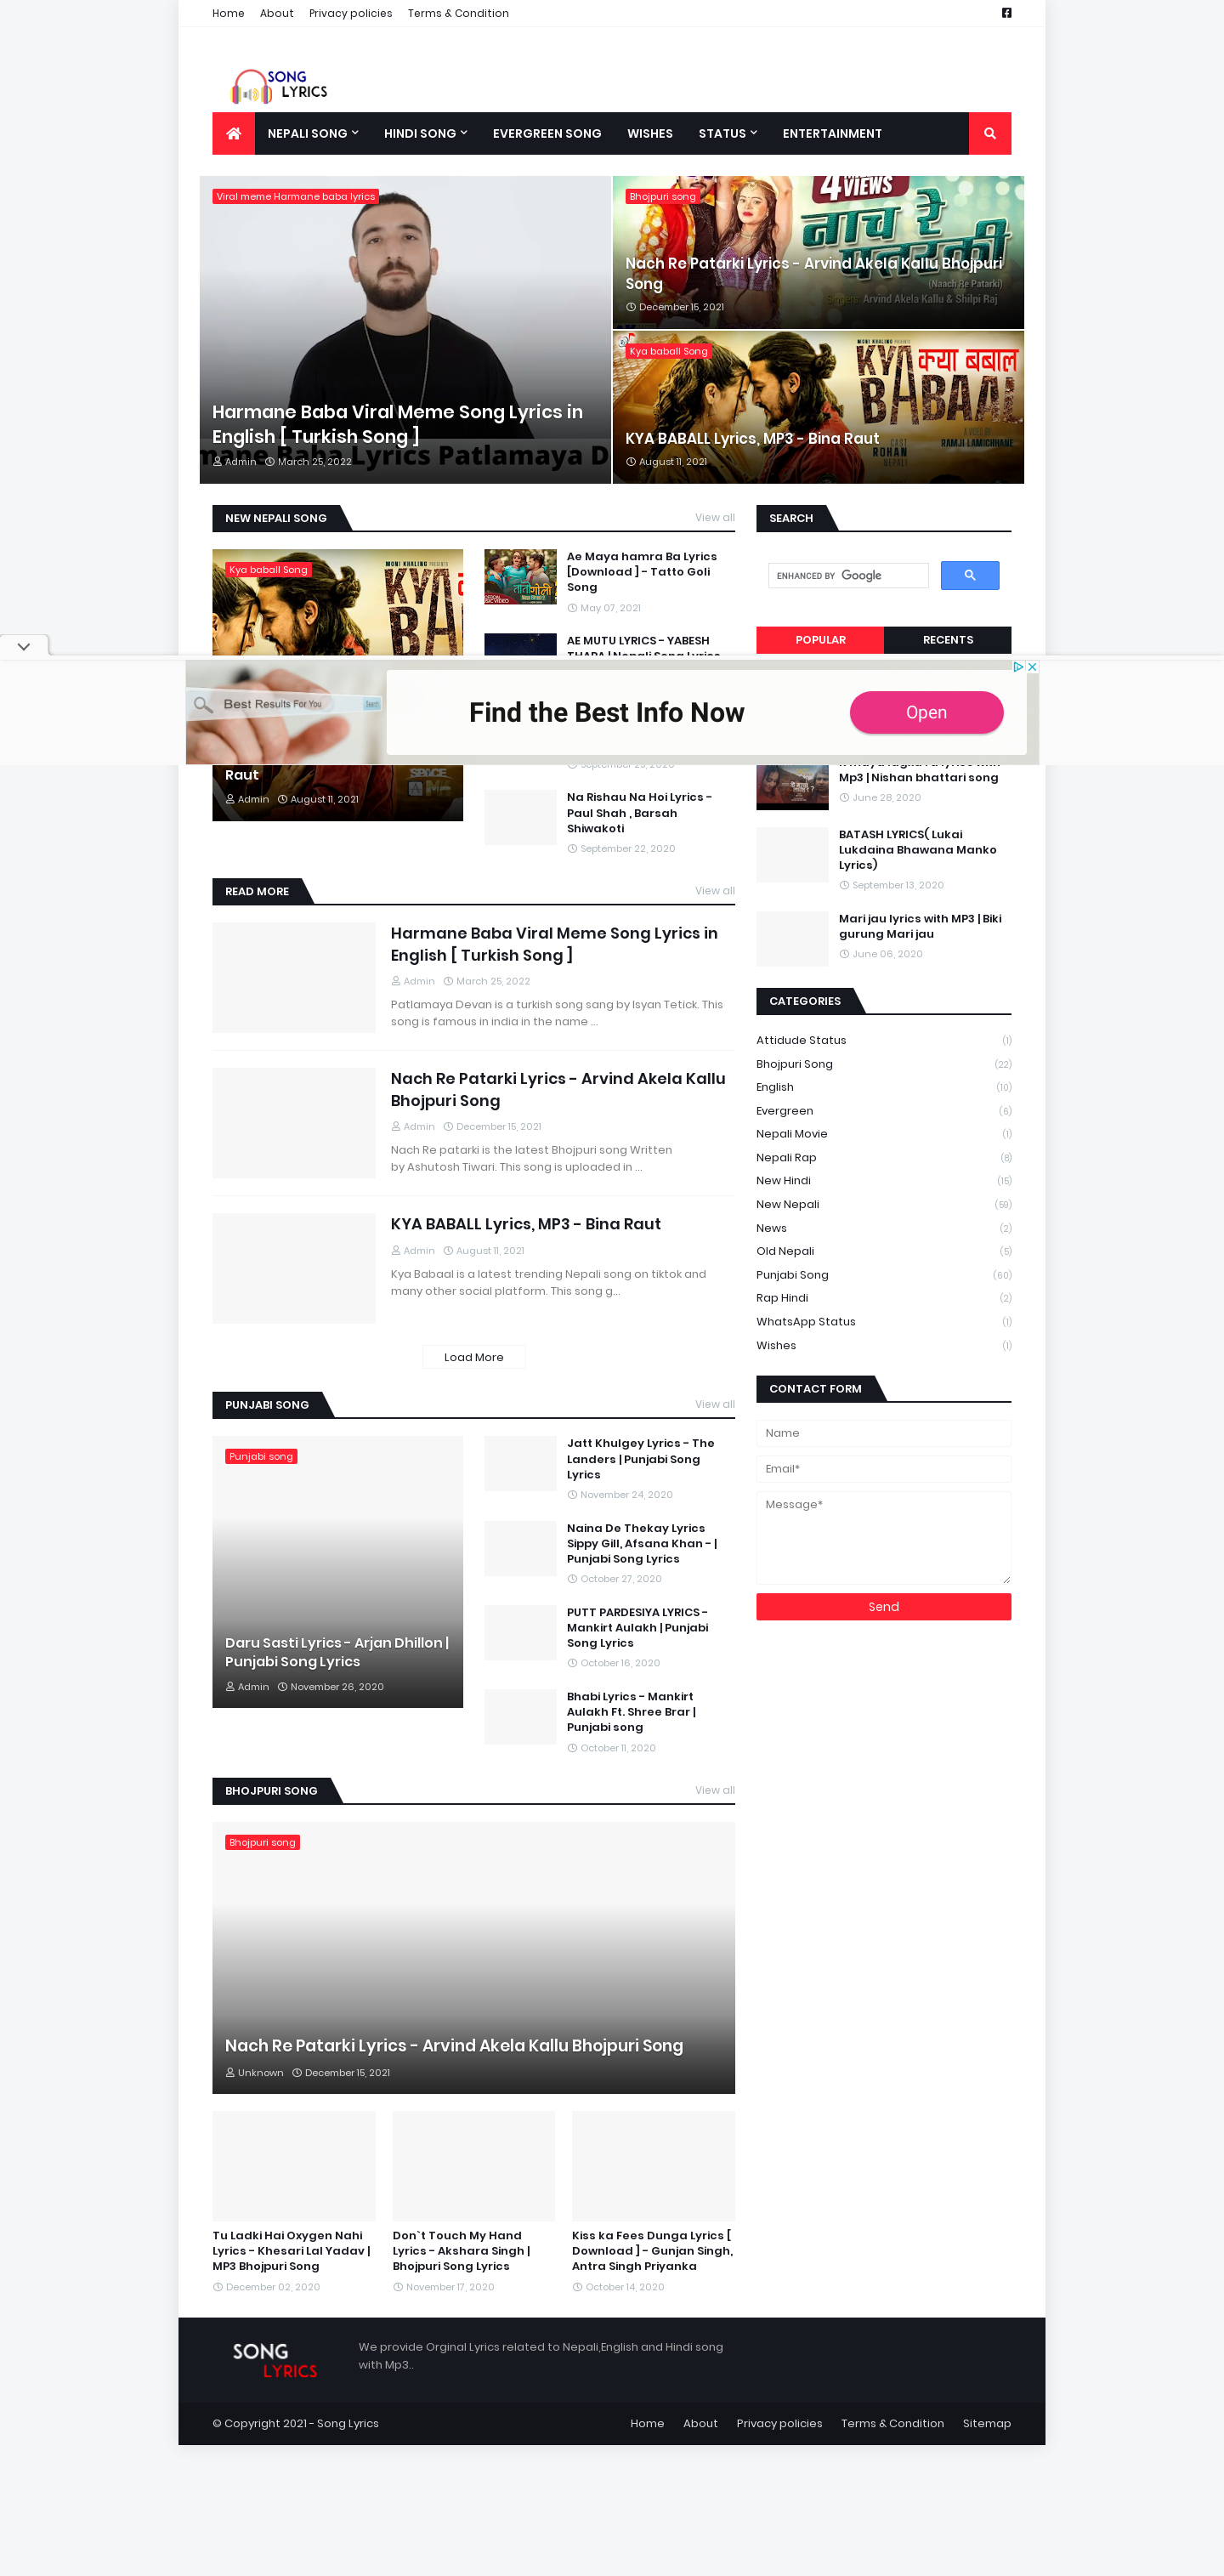 Home About Privacy policies Terms & Condition
SONG
LYRICS
NEPALI SONG HINDI SONG EVERGREEN SONG WISHES STATUS ENTERTAINMENT
Viral meme Harmane baba lyrics
Harmane Baba Viral Meme Song Lyrics in
English [ Turkish Song ]
Admin March 25, 2022
Bhojpuri song
4 VIEWS
नाच रे
पतरकी
(Naach Re Patarki)
Arvind Akela Kallu & Shilpi Raj
Nach Re Patarki Lyrics - Arvind Akela Kallu Bhojpuri
Song
December 15, 2021
Kya baball Song
KYA क्या बबाल
BABAAL
RAMJI LAMICHHANE
CAST
ROHAN
NEPALI
KYA BABALL Lyrics, MP3 - Bina Raut
August 11, 2021
NEW NEPALI SONG View all
Kya baball Song
Raut
Admin August 11, 2021
Ae Maya hamra Ba Lyrics
[Download ] - Tatto Goli
Song
May 07, 2021
AE MUTU LYRICS - YABESH
THAPA | Nepali Song Lyrics
September 23, 2020
Na Rishau Na Hoi Lyrics -
Paul Shah , Barsah
Shiwakoti
September 22, 2020
SEARCH
ENHANCED BY Google
POPULAR RECENTS
Best Results For You
Search
Find the Best Info Now
Open
Mp3 | Nishan bhattari song
June 28, 2020
BATASH LYRICS( Lukai
Lukdaina Bhawana Manko
Lyrics)
September 13, 2020
Mari jau lyrics with MP3 | Biki
gurung Mari jau
June 06, 2020
READ MORE View all
Harmane Baba Viral Meme Song Lyrics in
English [ Turkish Song ]
Admin March 25, 2022
Patlamaya Devan is a turkish song sang by Isyan Tetick. This
song is famous in india in the name ...
Nach Re Patarki Lyrics - Arvind Akela Kallu
Bhojpuri Song
Admin December 15, 2021
Nach Re patarki is the latest Bhojpuri song Written
by Ashutosh Tiwari. This song is uploaded in ...
KYA BABALL Lyrics, MP3 - Bina Raut
Admin August 11, 2021
Kya Babaal is a latest trending Nepali song on tiktok and
many other social platform. This song g...
Load More
CATEGORIES
Attidude Status (1)
Bhojpuri Song (22)
English (10)
Evergreen (6)
Nepali Movie (1)
Nepali Rap (8)
New Hindi (15)
New Nepali (59)
News (2)
Old Nepali (5)
Punjabi Song (60)
Rap Hindi (2)
WhatsApp Status (1)
Wishes (1)
CONTACT FORM
Name
Email*
Message*
Send
PUNJABI SONG View all
Punjabi song
Daru Sasti Lyrics - Arjan Dhillon |
Punjabi Song Lyrics
Admin November 26, 2020
Jatt Khulgey Lyrics - The
Landers | Punjabi Song
Lyrics
November 24, 2020
Naina De Thekay Lyrics
Sippy Gill, Afsana Khan - |
Punjabi Song Lyrics
October 27, 2020
PUTT PARDESIYA LYRICS -
Mankirt Aulakh | Punjabi
Song Lyrics
October 16, 2020
Bhabi Lyrics - Mankirt
Aulakh Ft. Shree Brar |
Punjabi song
October 11, 2020
BHOJPURI SONG View all
Bhojpuri song
Nach Re Patarki Lyrics - Arvind Akela Kallu Bhojpuri Song
Unknown December 15, 2021
Tu Ladki Hai Oxygen Nahi
Lyrics - Khesari Lal Yadav |
MP3 Bhojpuri Song
December 02, 2020
Don`t Touch My Hand
Lyrics - Akshara Singh |
Bhojpuri Song Lyrics
November 17, 2020
Kiss ka Fees Dunga Lyrics [
Download ] - Gunjan Singh,
Antra Singh Priyanka
October 14, 2020
SONG
LYRICS
We provide Orginal Lyrics related to Nepali,English and Hindi song
with Mp3..
© Copyright 2021 - Song Lyrics
Home About Privacy policies Terms & Condition Sitemap